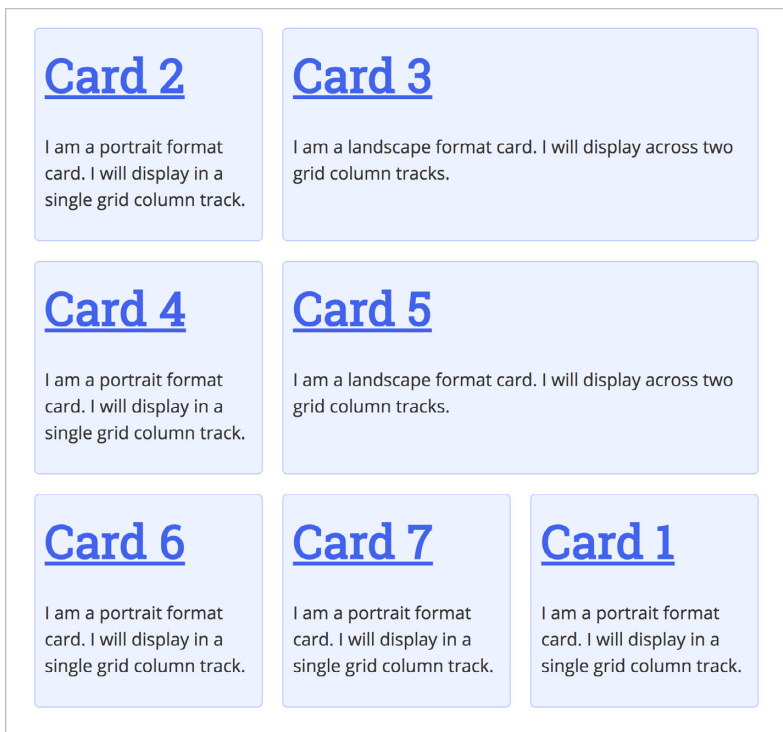 Card 2
I am a portrait format
card. I will display in a
single grid column track.
Card 3
I am a landscape format card. I will display across two
grid column tracks.
Card 4
I am a portrait format
card. I will display in a
single grid column track.
Card 5
I am a landscape format card. I will display across two
grid column tracks.
Card 6
I am a portrait format
card. I will display in a
single grid column track.
Card 7
I am a portrait format
card. I will display in a
single grid column track.
Card 1
I am a portrait format
card. I will display in a
single grid column track.